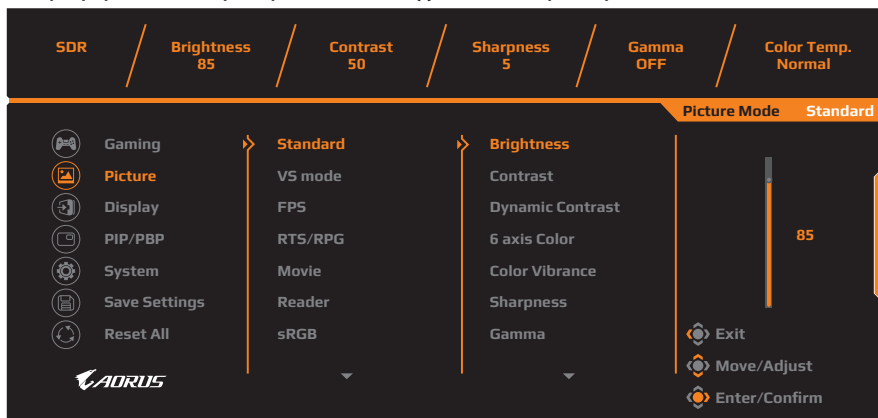 SDR
Brightness
85
Contrast
50
Sharpness
5
Gamma
OFF
Color Temp.
Normal
Picture Mode Standard
Gaming
Picture
Display
PIP/PBP
System
Save Settings
Reset All
AORUS
Standard
VS mode
FPS
RTS/RPG
Movie
Reader
sRGB
Brightness
Contrast
Dynamic Contrast
6 axis Color
Color Vibrance
Sharpness
Gamma
85
Exit
Move/Adjust
Enter/Confirm